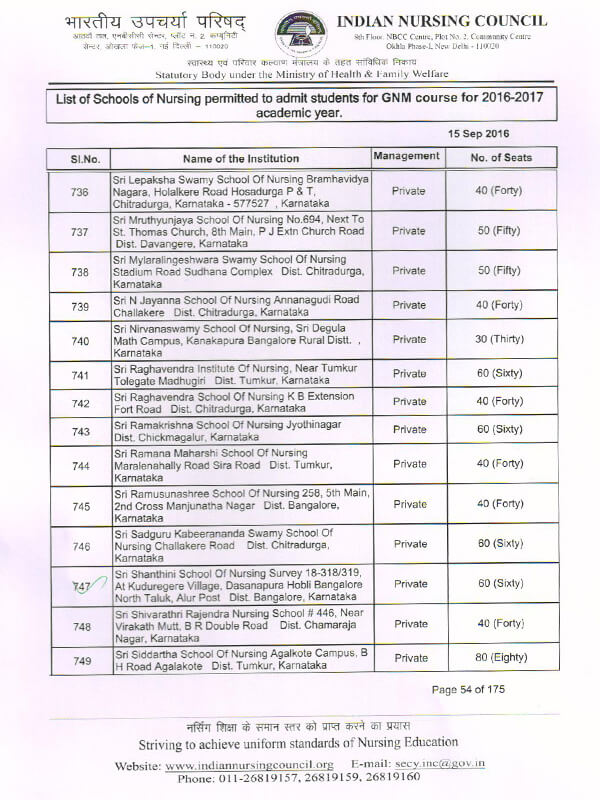 भारतीय उपचर्या परिषद्
आठवां तल, एनबीसीसी सेन्टर, प्लॉट नं. 2, कम्युनिटी
सेन्टर, ओखला फेज-1, नई दिल्ली – 110020
INDIAN NURSING COUNCIL
8th Floor, NBCC Centre, Plot No. 2, Community Centre
Okhla Phase-I, New Delhi - 110020
स्वास्थ्य एवं परिवार कल्याण मंत्रालय के तहत सांविधिक निकाय
Statutory Body under the Ministry of Health & Family Welfare
List of Schools of Nursing permitted to admit students for GNM course for 2016-2017
academic year.
15 Sep 2016
Sl.No. Name of the Institution Management No. of Seats
736 Sri Lepaksha Swamy School Of Nursing Bramhavidya Private 40 (Forty)
Nagara, Holalkere Road Hosadurga P & T,
Chitradurga, Karnataka - 577527 , Karnataka
737 Sri Mruthyunjaya School Of Nursing No.694, Next To Private 50 (Fifty)
St. Thomas Church, 8th Main, P J Extn Church Road
Dist. Davangere, Karnataka
738 Sri Mylaralingeshwara Swamy School Of Nursing Private 50 (Fifty)
Stadium Road Sudhana Complex Dist. Chitradurga,
Karnataka
739 Sri N Jayanna School Of Nursing Annanagudi Road Private 40 (Forty)
Challakere Dist. Chitradurga, Karnataka
740 Sri Nirvanaswamy School Of Nursing, Sri Degula Private 30 (Thirty)
Math Campus, Kanakapura Bangalore Rural Distt. ,
Karnataka
741 Sri Raghavendra Institute Of Nursing, Near Tumkur Private 60 (Sixty)
Tolegate Madhugiri Dist. Tumkur, Karnataka
742 Sri Raghavendra School Of Nursing K B Extension Private 40 (Forty)
Fort Road Dist. Chitradurga, Karnataka
743 Sri Ramakrishna School Of Nursing Jyothinagar Private 60 (Sixty)
Dist. Chickmagalur, Karnataka
744 Sri Ramana Maharshi School Of Nursing Private 40 (Forty)
Maralenahally Road Sira Road Dist. Tumkur,
Karnataka
745 Sri Ramusunashree School Of Nursing 258, 5th Main, Private 40 (Forty)
2nd Cross Manjunatha Nagar Dist. Bangalore,
Karnataka
746 Sri Sadguru Kabeerananda Swamy School Of Private 60 (Sixty)
Nursing Challakere Road Dist. Chitradurga,
Karnataka
747 Sri Shanthini School Of Nursing Survey 18-318/319, Private 60 (Sixty)
At Kuduregere Village, Dasanapura Hobli Bangalore
North Taluk, Alur Post Dist. Bangalore, Karnataka
748 Sri Shivarathri Rajendra Nursing School # 446, Near Private 40 (Forty)
Virakath Mutt, B R Double Road Dist. Chamaraja
Nagar, Karnataka
749 Sri Siddartha School Of Nursing Agalkote Campus, B Private 80 (Eighty)
H Road Agalakote Dist. Tumkur, Karnataka
Page 54 of 175
नर्सिंग शिक्षा के समान स्तर को प्राप्त करने का प्रयास
Striving to achieve uniform standards of Nursing Education
Website: www.indiannursingcouncil.org E-mail: secy.inc@gov.in
Phone: 011-26819157, 26819159, 26819160